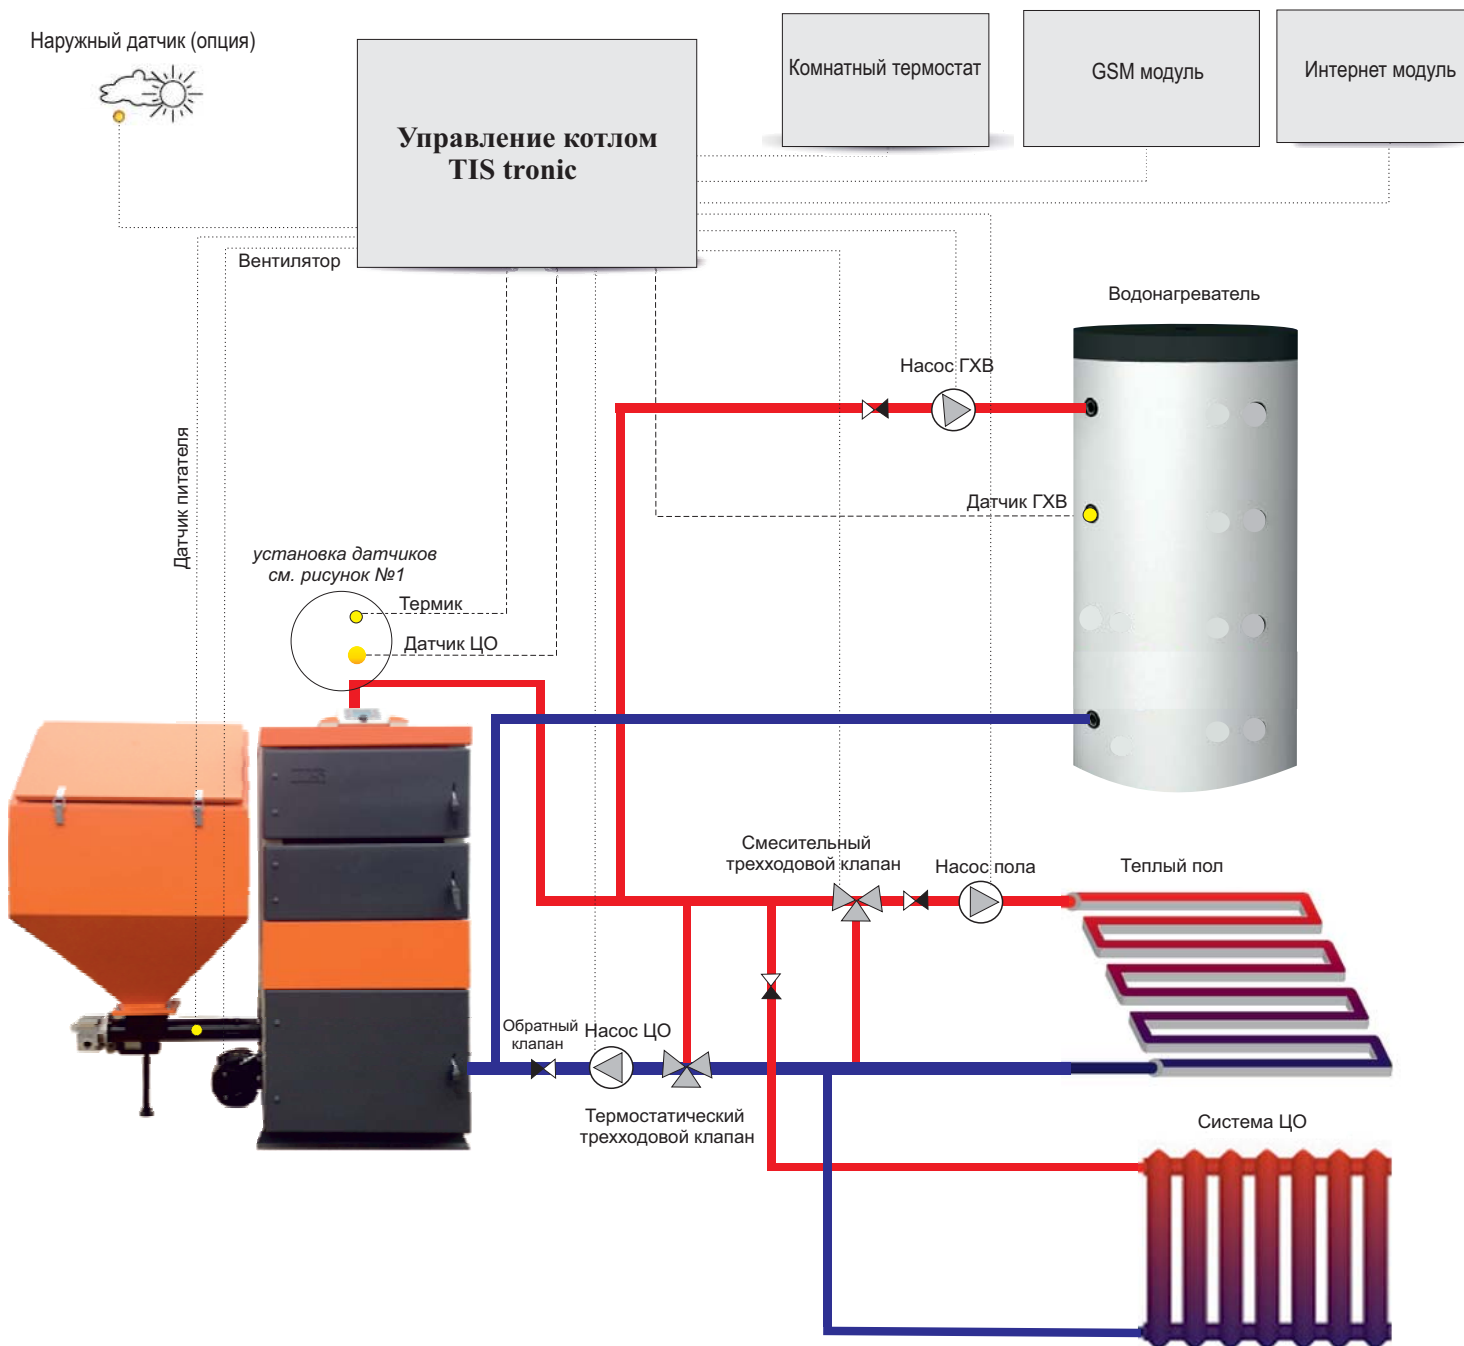 Наружный датчик (опция)
Управление котлом
TIS tronic
Комнатный термостат
GSM модуль
Интернет модуль
Вентилятор
Водонагреватель
Насос ГХВ
Датчик питателя
Датчик ГХВ
установка датчиков
см. рисунок №1
Термик
Датчик ЦО
Смесительный
трехходовой клапан
Насос пола
Теплый пол
Обратный
клапан
Насос ЦО
Термостатический
трехходовой клапан
Система ЦО